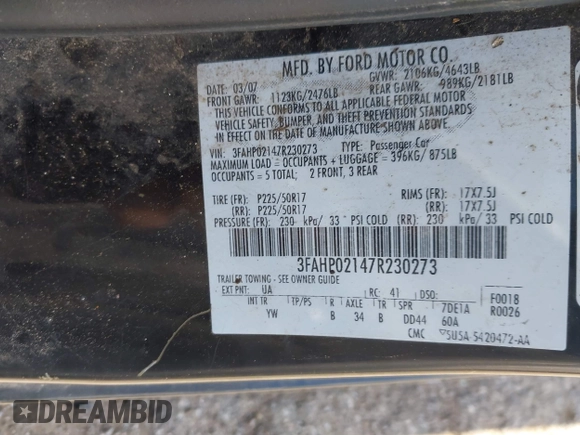 MFD. BY FORD MOTOR CO.
03/07 GVWR: 2106KG/4643LB
FRONT GAWR: 1123KG/2476LB REAR GAWR: 989KG/2181LB
THIS VEHICLE CONFORMS TO ALL APPLICABLE FEDERAL MOTOR
VEHICLE SAFETY, BUMPER, AND THEFT PREVENTION STANDARDS
IN EFFECT ON THE DATE OF MANUFACTURE SHOWN ABOVE.
VIN: 3FAHP02147R230273 TYPE: Passenger Car
MAXIMUM LOAD = OCCUPANTS + LUGGAGE = 396KG/ 875LB
OCCUPANTS = 5 TOTAL; 2 FRONT, 3 REAR
TIRE (FR): P225/50R17 RIMS (FR): 17X7.5J
(RR): P225/50R17 (RR): 17X7.5J
PRESSURE (FR): 230 kPa/ 33 PSI COLD (RR): 230 kPa/ 33 PSI COLD
3FAHP02147R230273
TRAILER TOWING - SEE OWNER GUIDE
EXT PNT: UA RC: 41 DSO: F0018
INT TR TP/PS R AXLE TR SPR 7DE1A R0026
YW B 34 B DD44 60A
CMC 5U5A-5420472-AA
DREAMBID